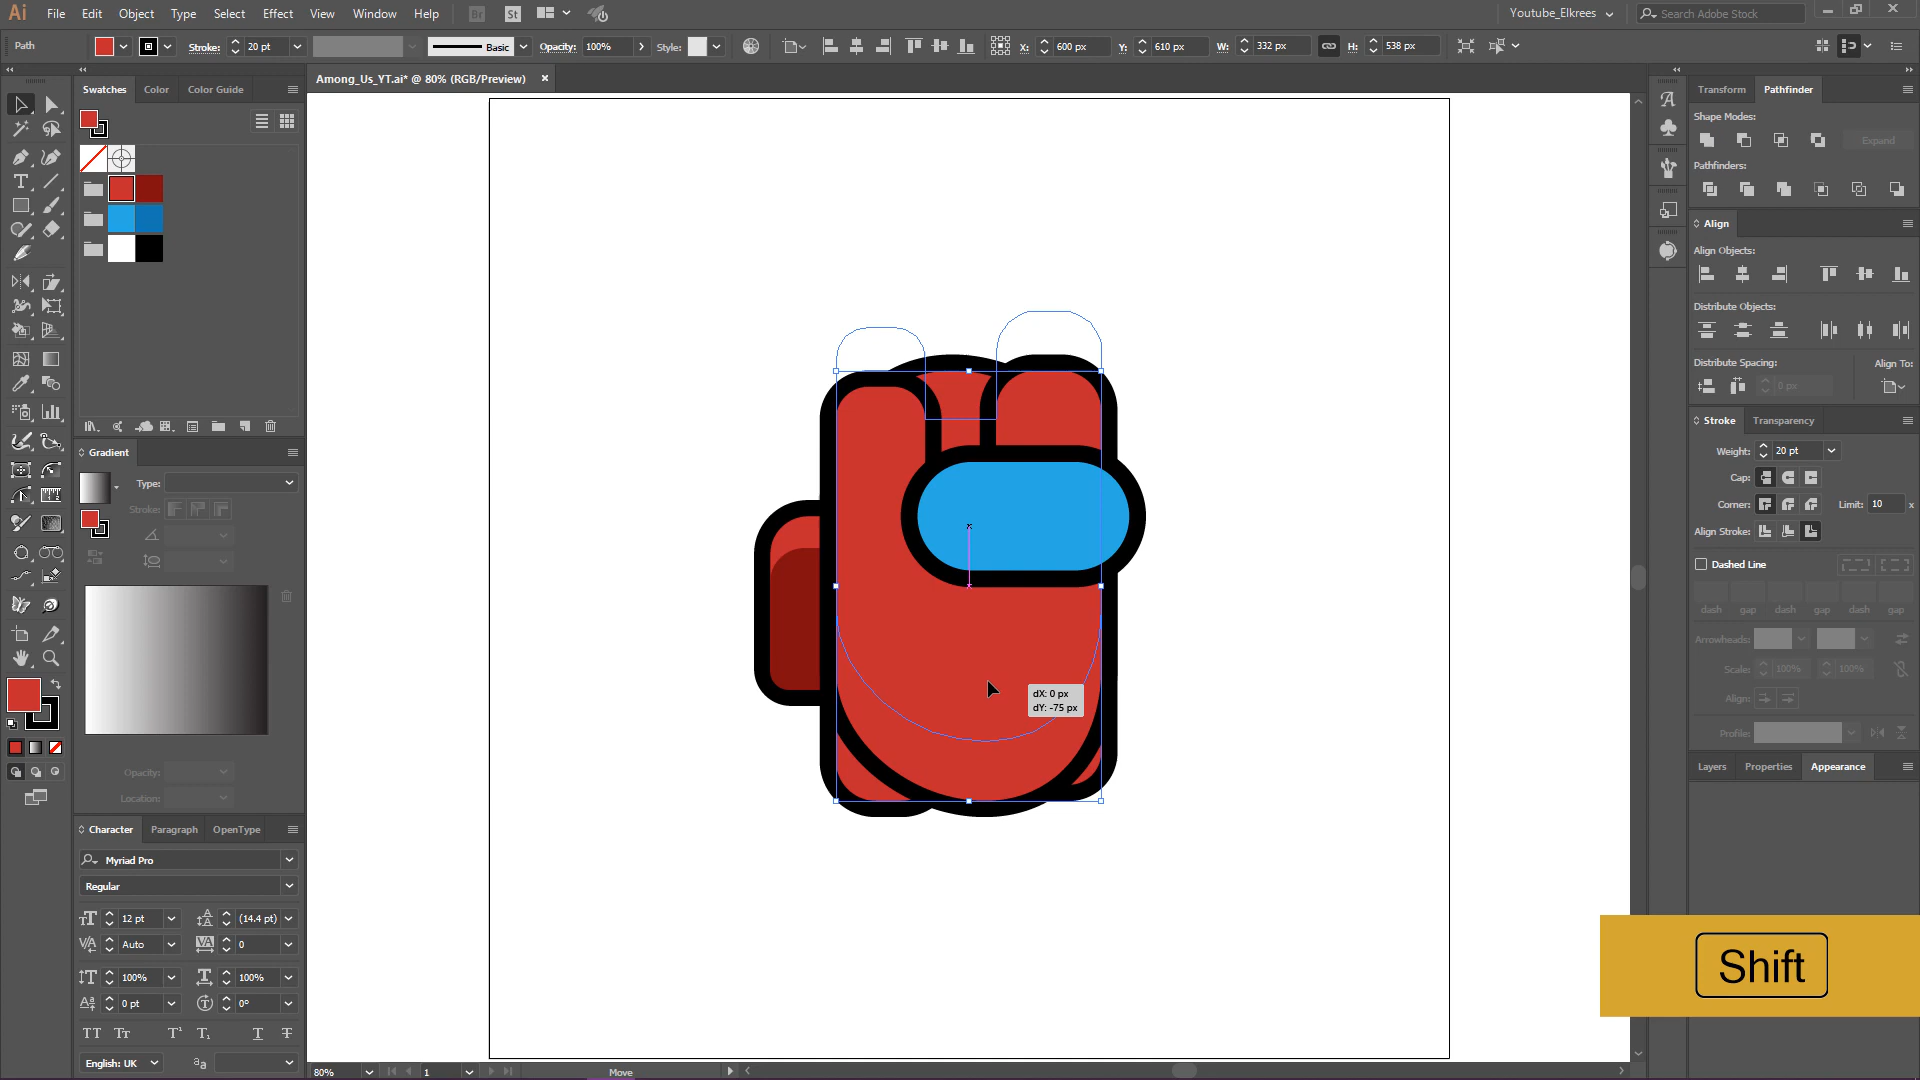 Ai File Edit Object Type Select Effect View Window Help Br St Youtube_Elkrees Search Adobe Stock
Path Stroke: 20 pt Basic Opacity: 100% Style: X: 600 px Y: 610 px W: 332 px H: 538 px
Among_Us_YT.ai* @ 80% (RGB/Preview)
Swatches Color Color Guide
Gradient
Type:
Stroke:
Opacity:
Location:
Character Paragraph OpenType
Myriad Pro
Regular
12 pt (14.4 pt)
Auto 0
100% 100%
0 pt 0°
English: UK
dX: 0 px
dY: -75 px
80% 1 Move
Transform Pathfinder
Shape Modes:
Expand
Pathfinders:
Align
Align Objects:
Distribute Objects:
Distribute Spacing: Align To:
0 px
Stroke Transparency
Weight: 20 pt
Cap:
Corner: Limit: 10 x
Align Stroke:
Dashed Line
dash gap dash gap dash gap
Arrowheads:
Scale: 100% 100%
Align:
Profile:
Layers Properties Appearance
Shift